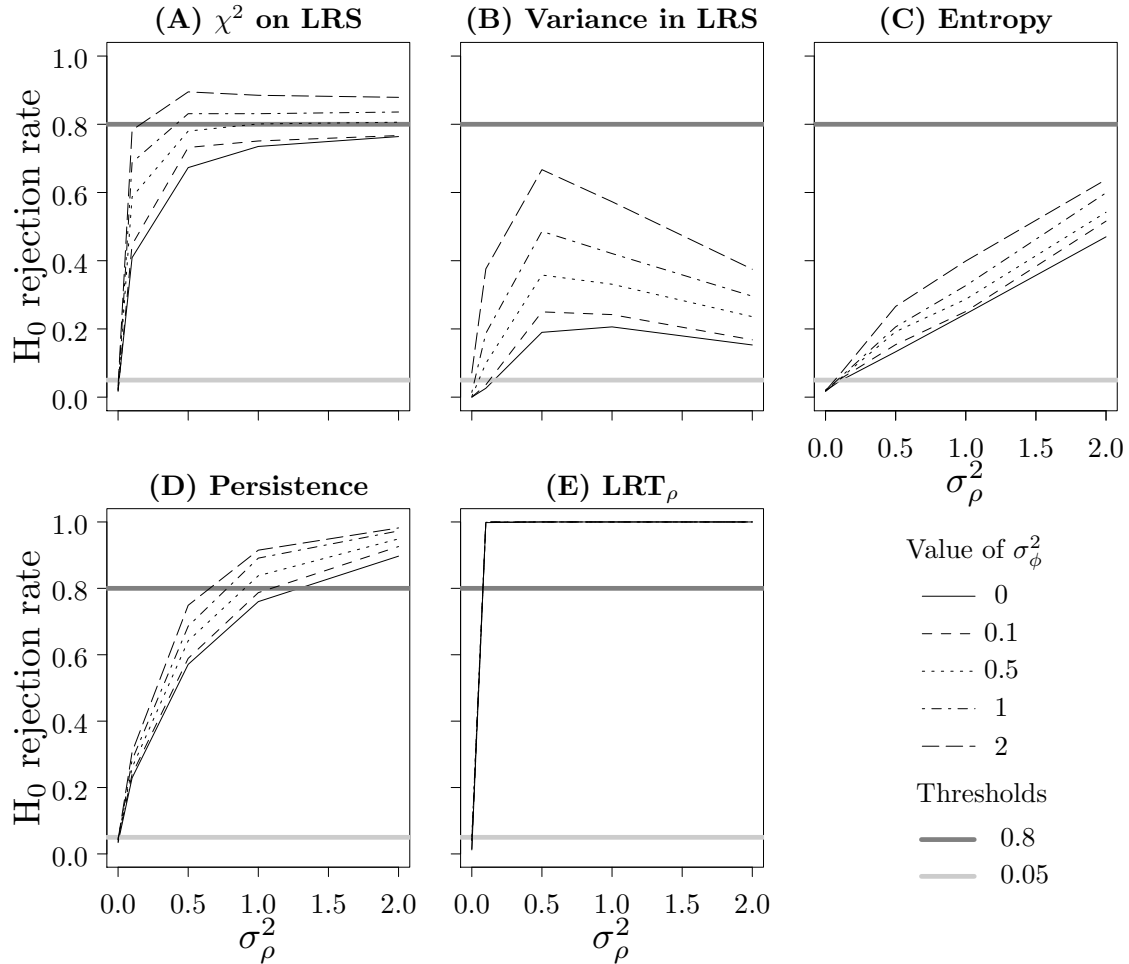 (A) χ² on LRS
(B) Variance in LRS
(C) Entropy
H₀ rejection rate
1.0
0.8
0.6
0.4
0.2
0.0
0.0 0.5 1.0 1.5 2.0
σ²ρ
(D) Persistence
(E) LRTρ
H₀ rejection rate
1.0
0.8
0.6
0.4
0.2
0.0
0.0 0.5 1.0 1.5 2.0
σ²ρ
0.0 0.5 1.0 1.5 2.0
σ²ρ
Value of σ²ϕ
0
0.1
0.5
1
2
Thresholds
0.8
0.05